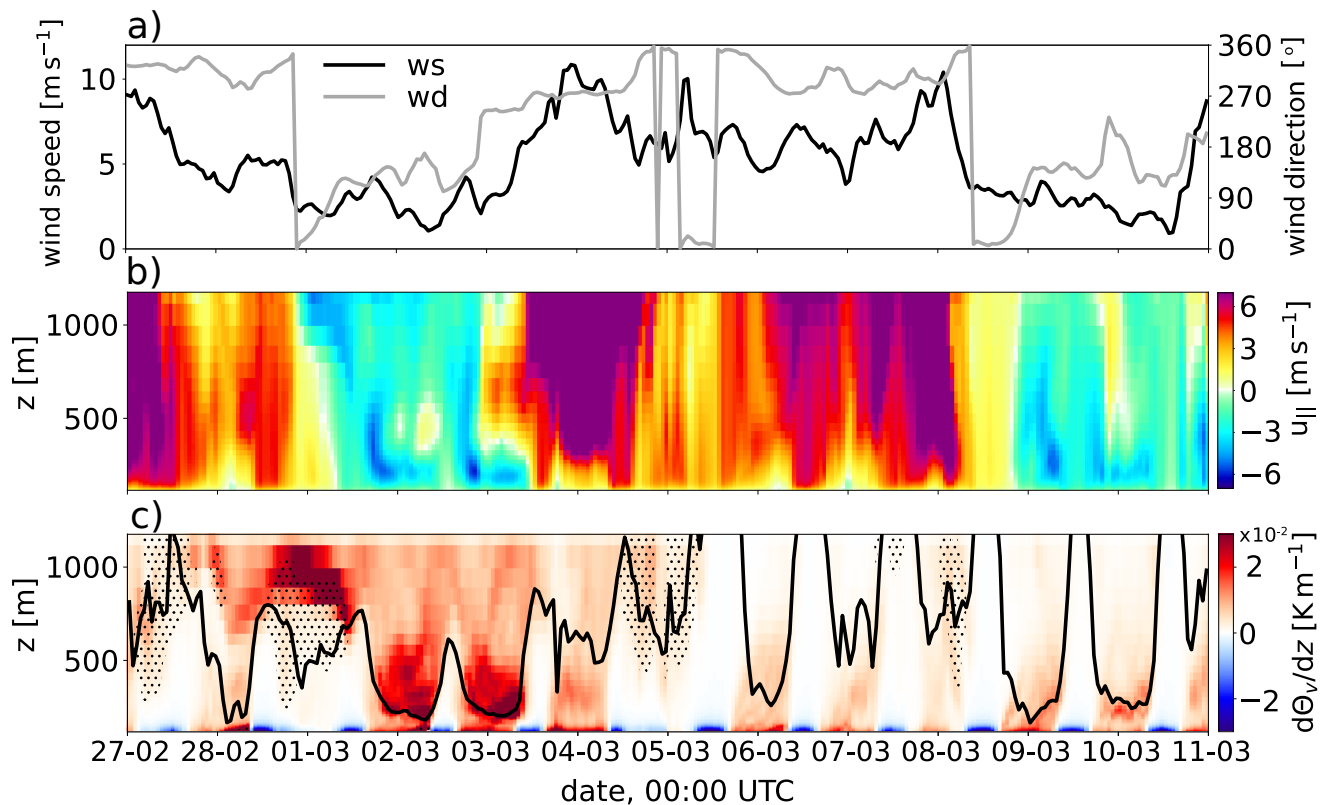 a)
wind speed [m s⁻¹]
10
5
0
ws
wd
360
270
180
90
0
wind direction [°]
b)
z [m]
1000
500
6
3
0
−3
−6
u|| [m s⁻¹]
c)
z [m]
1000
500
×10⁻²
2
0
−2
dΘᵥ/dz [K m⁻¹]
27-02 28-02 01-03 02-03 03-03 04-03 05-03 06-03 07-03 08-03 09-03 10-03 11-03
date, 00:00 UTC